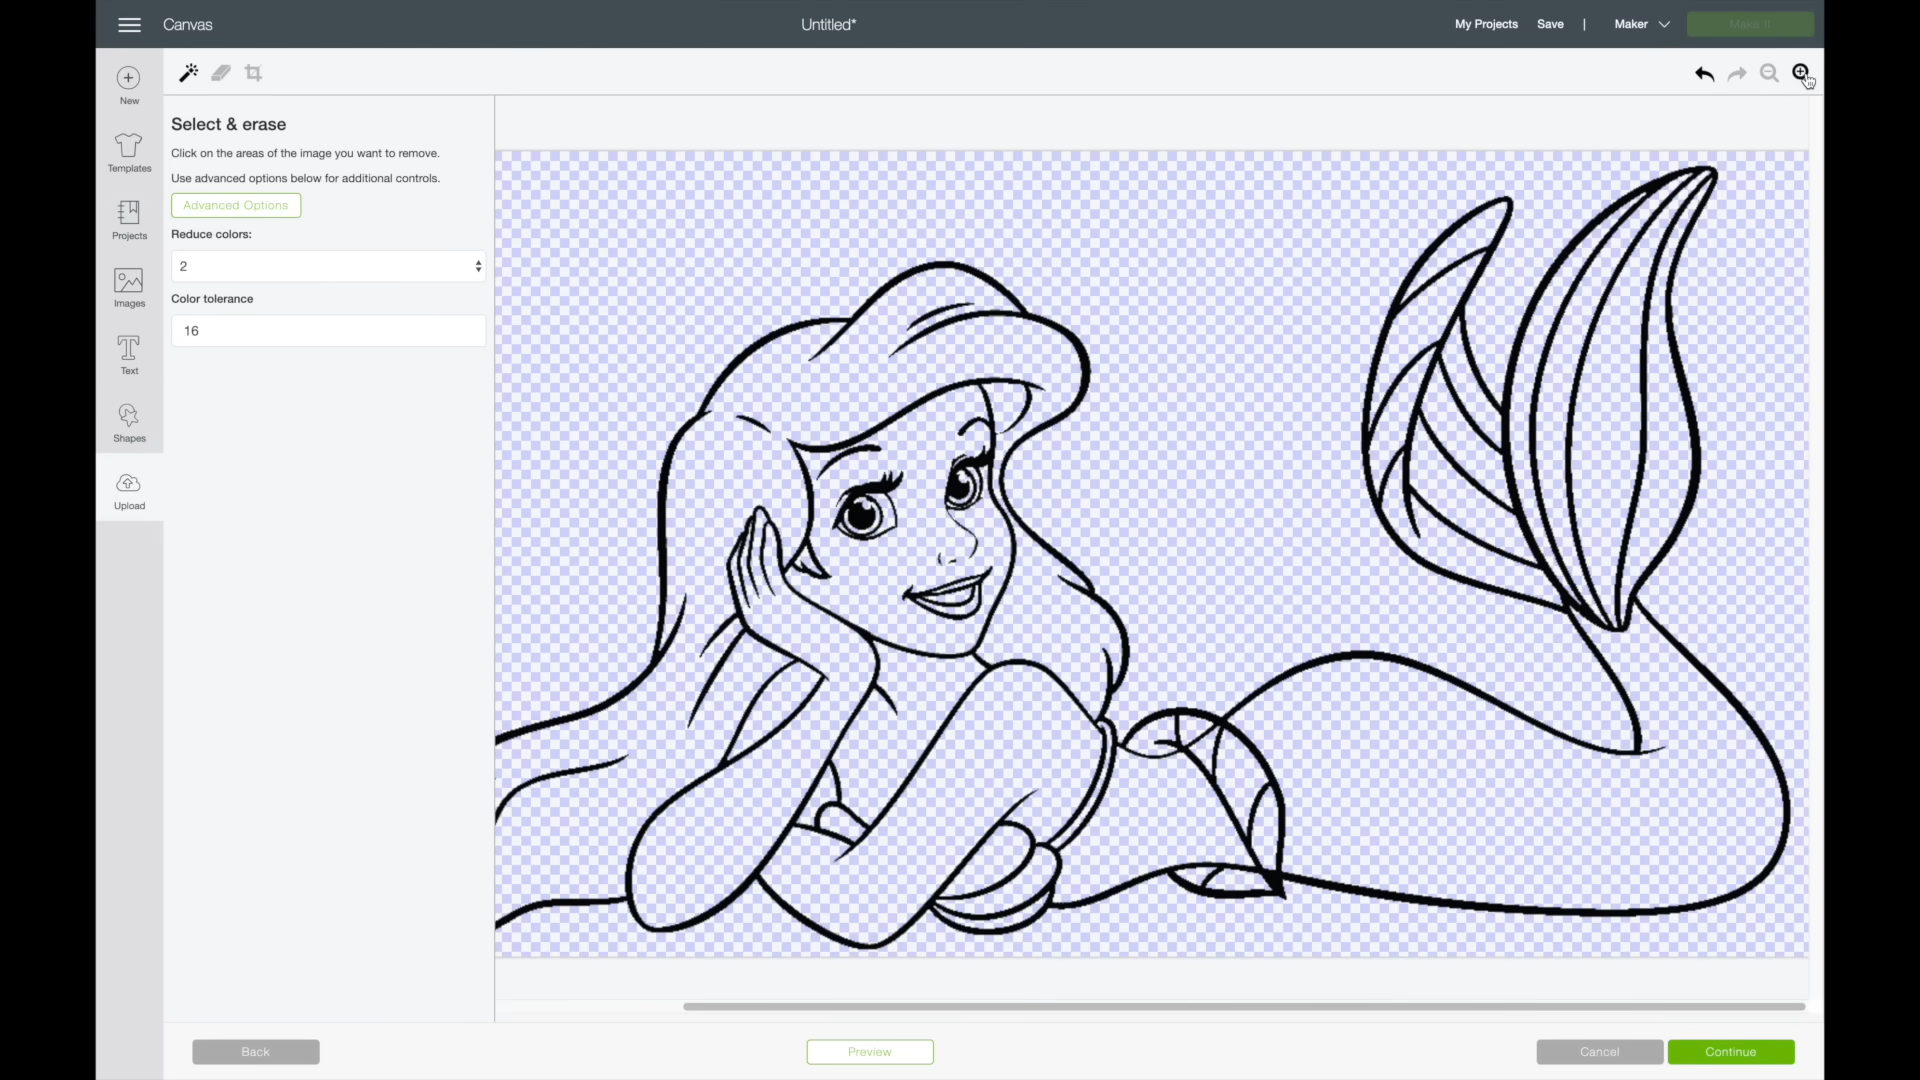 Canvas
Untitled*
My Projects
Save
|
Maker
Make It
New
Templates
Projects
Images
Text
Shapes
Upload
Select & erase
Click on the areas of the image you want to remove.
Use advanced options below for additional controls.
Advanced Options
Reduce colors:
2
Color tolerance
16
Back
Preview
Cancel
Continue